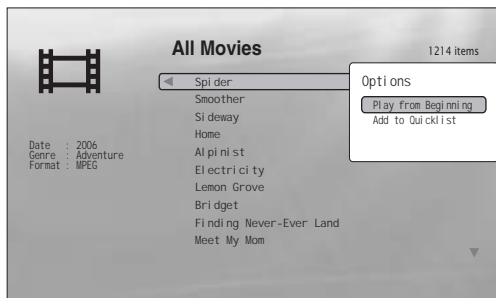 All Movies
1214 items
Spider
Smoother
Sideway
Home
Alpinist
Electricity
Lemon Grove
Bridget
Finding Never-Ever Land
Meet My Mom
Options
Play from Beginning
Add to Quicklist
Date : 2006
Genre : Adventure
Format : MPEG